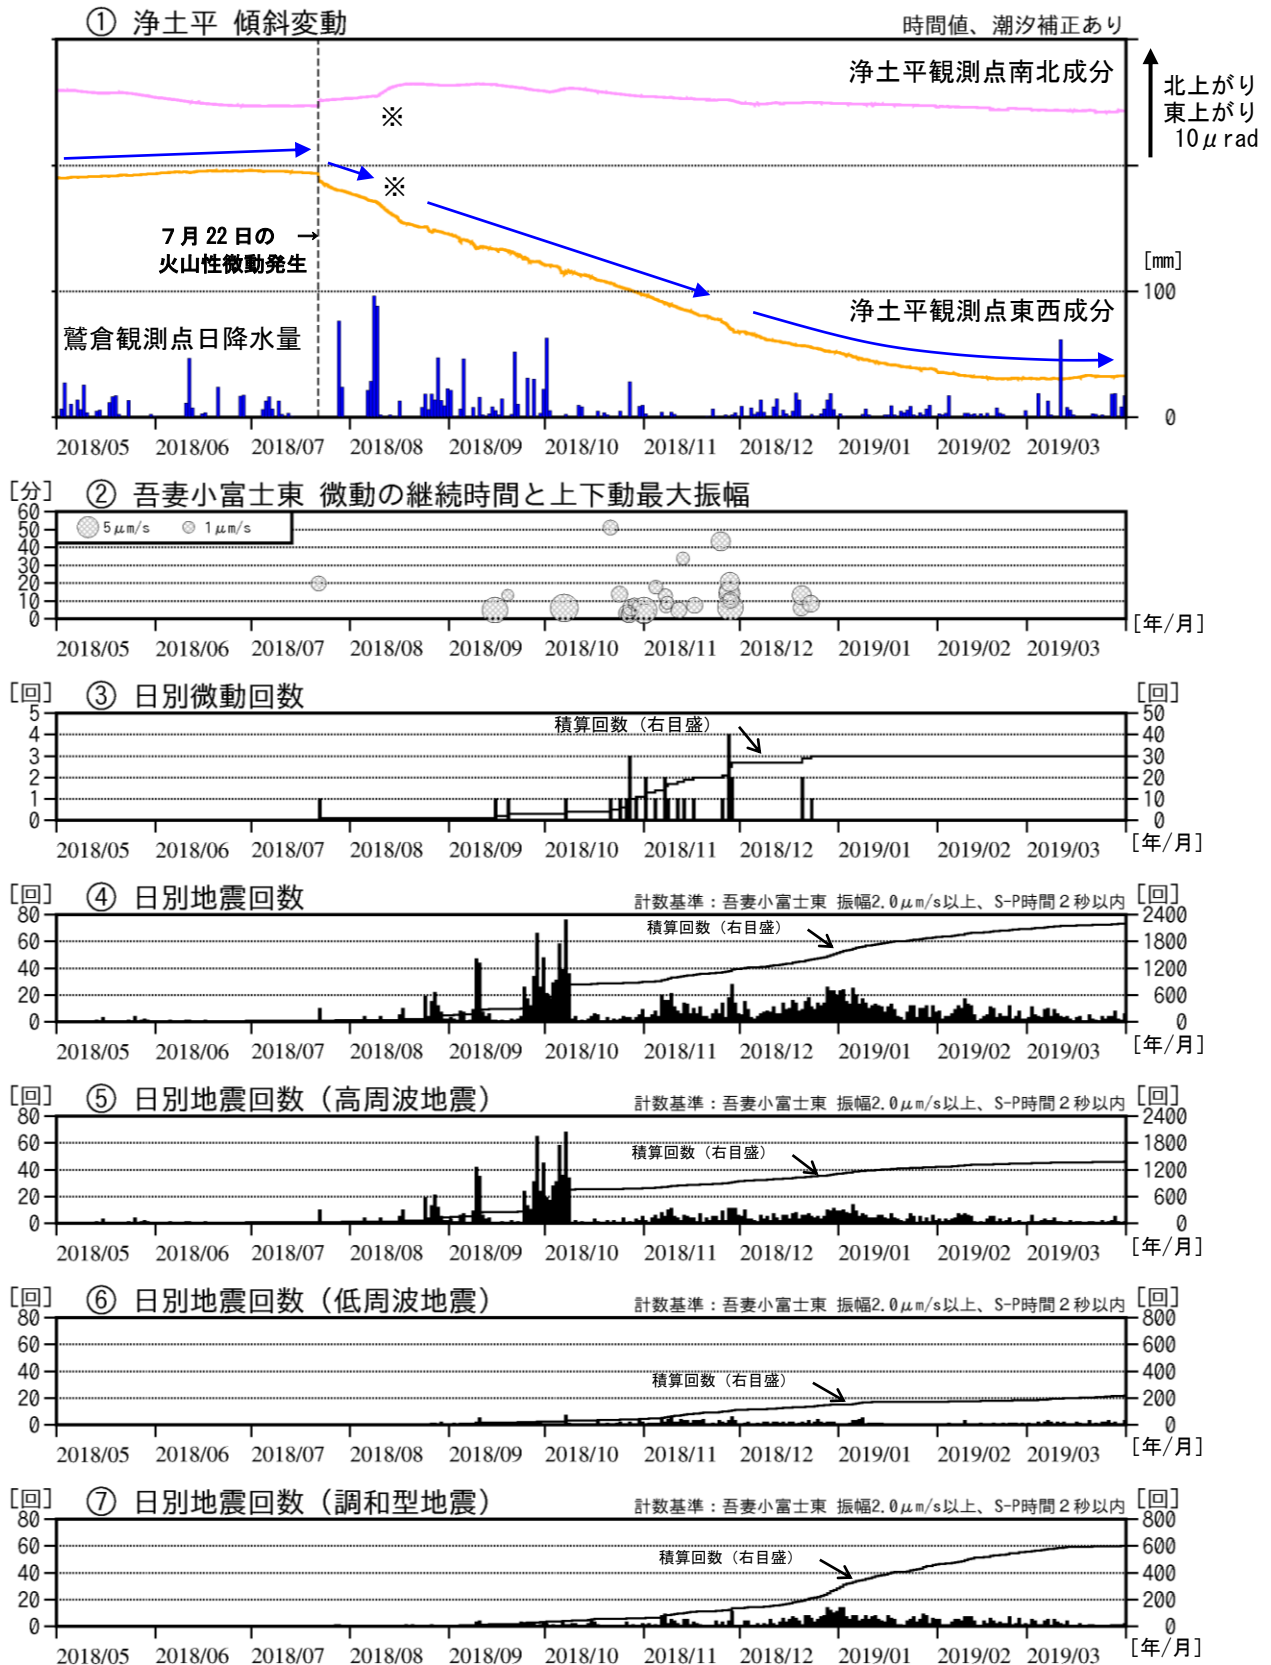 ① 浄土平 傾斜変動
時間値、潮汐補正あり
浄土平観測点南北成分
北上がり
東上がり
10μrad
※
※
7月22日の →
火山性微動発生
[mm]
100
浄土平観測点東西成分
鷲倉観測点日降水量
0
2018/05 2018/06 2018/07 2018/08 2018/09 2018/10 2018/11 2018/12 2019/01 2019/02 2019/03
[分] ② 吾妻小富士東 微動の継続時間と上下動最大振幅
60
50
40
30
20
10
0
5μm/s 1μm/s
[年/月]
2018/05 2018/06 2018/07 2018/08 2018/09 2018/10 2018/11 2018/12 2019/01 2019/02 2019/03
[回] ③ 日別微動回数 [回]
積算回数（右目盛）
5 50
4 40
3 30
2 20
1 10
0 0
[年/月]
2018/05 2018/06 2018/07 2018/08 2018/09 2018/10 2018/11 2018/12 2019/01 2019/02 2019/03
[回] ④ 日別地震回数 計数基準：吾妻小富士東 振幅2.0μm/s以上、S-P時間2秒以内 [回]
積算回数（右目盛）
80 2400
60 1800
40 1200
20 600
0 0
[年/月]
2018/05 2018/06 2018/07 2018/08 2018/09 2018/10 2018/11 2018/12 2019/01 2019/02 2019/03
[回] ⑤ 日別地震回数（高周波地震） 計数基準：吾妻小富士東 振幅2.0μm/s以上、S-P時間2秒以内 [回]
積算回数（右目盛）
80 2400
60 1800
40 1200
20 600
0 0
[年/月]
2018/05 2018/06 2018/07 2018/08 2018/09 2018/10 2018/11 2018/12 2019/01 2019/02 2019/03
[回] ⑥ 日別地震回数（低周波地震） 計数基準：吾妻小富士東 振幅2.0μm/s以上、S-P時間2秒以内 [回]
積算回数（右目盛）
80 800
60 600
40 400
20 200
0 0
[年/月]
2018/05 2018/06 2018/07 2018/08 2018/09 2018/10 2018/11 2018/12 2019/01 2019/02 2019/03
[回] ⑦ 日別地震回数（調和型地震） 計数基準：吾妻小富士東 振幅2.0μm/s以上、S-P時間2秒以内 [回]
積算回数（右目盛）
80 800
60 600
40 400
20 200
0 0
[年/月]
2018/05 2018/06 2018/07 2018/08 2018/09 2018/10 2018/11 2018/12 2019/01 2019/02 2019/03